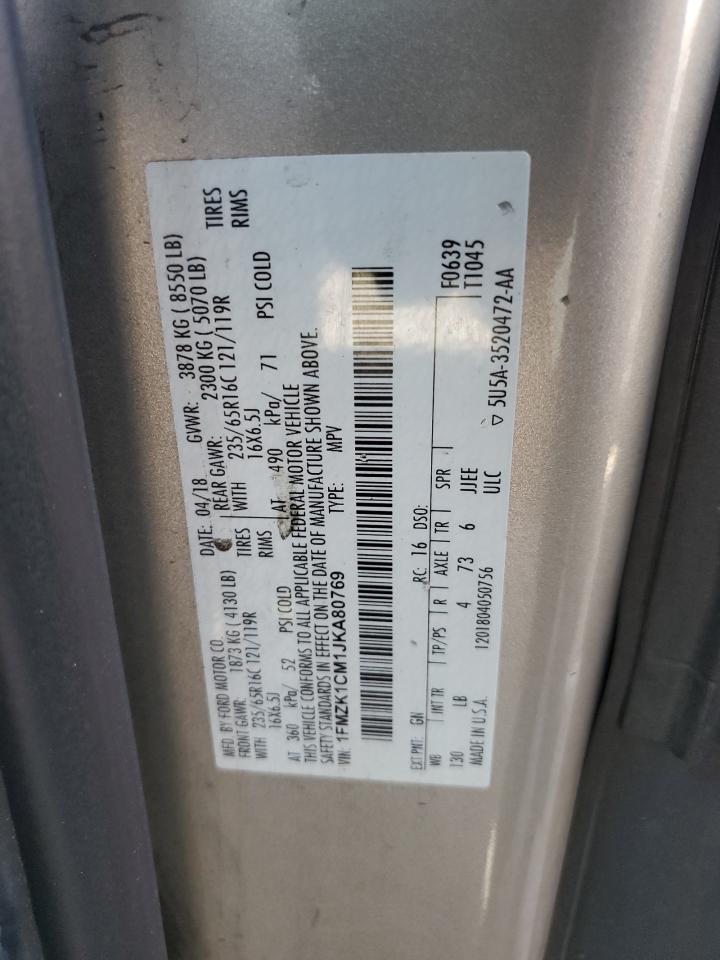 MFD. BY FORD MOTOR CO.
DATE: 04/18 GVWR: 3878 KG ( 8550 LB)
FRONT GAWR: 1873 KG ( 4130 LB) REAR GAWR: 2300 KG ( 5070 LB)
WITH 235/65R16C 121/119R TIRES WITH 235/65R16C 121/119R TIRES
16X6.5J RIMS 16X6.5J RIMS
AT 360 kPa/ 52 PSI COLD AT 490 kPa/ 71 PSI COLD
THIS VEHICLE CONFORMS TO ALL APPLICABLE FEDERAL MOTOR VEHICLE
SAFETY STANDARDS IN EFFECT ON THE DATE OF MANUFACTURE SHOWN ABOVE.
VIN: 1FMZK1CM1JKA80769 TYPE: MPV
EXT PNT: GN RC: 16 DSO: F0639
WB INT TR TP/PS R AXLE TR SPR T1045
130 LB 4 73 6 JJEE
MADE IN U.S.A. 1201804050756 ULC
5U5A-3520472-AA